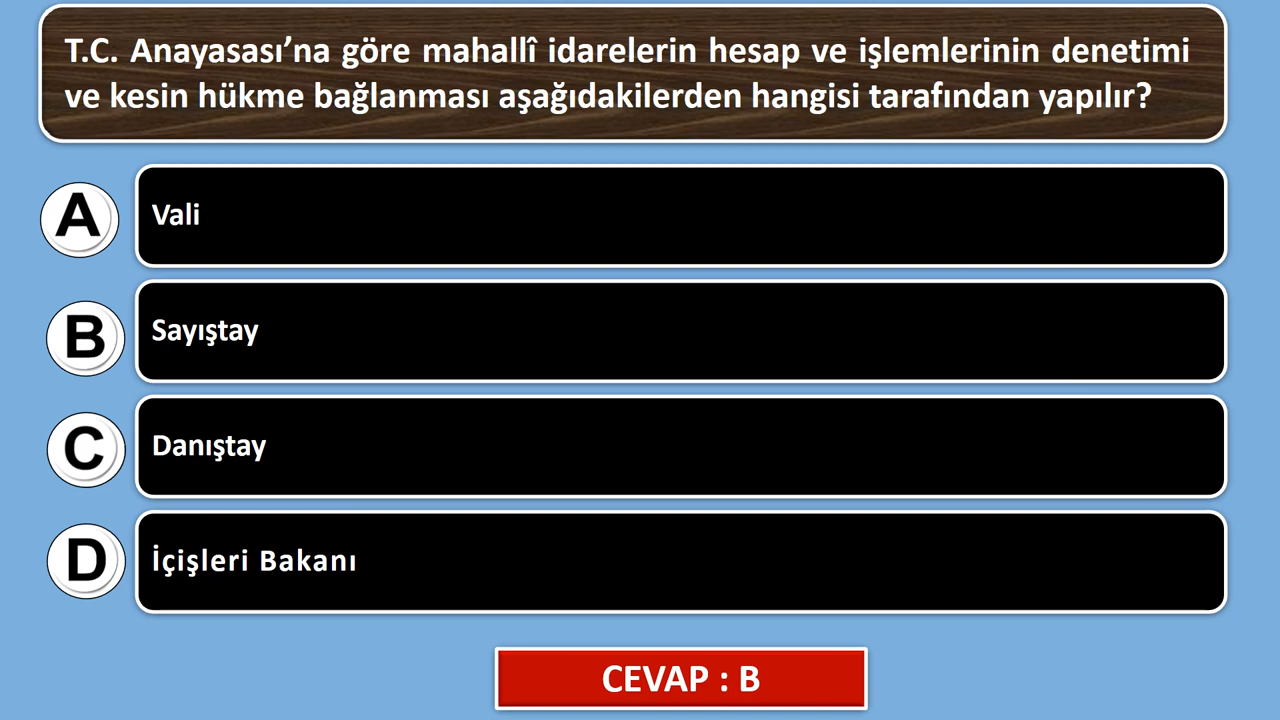 T.C. Anayasası’na göre mahallî idarelerin hesap ve işlemlerinin denetimi
ve kesin hükme bağlanması aşağıdakilerden hangisi tarafından yapılır?
A
Vali
B
Sayıştay
C
Danıştay
D
İçişleri Bakanı
CEVAP : B